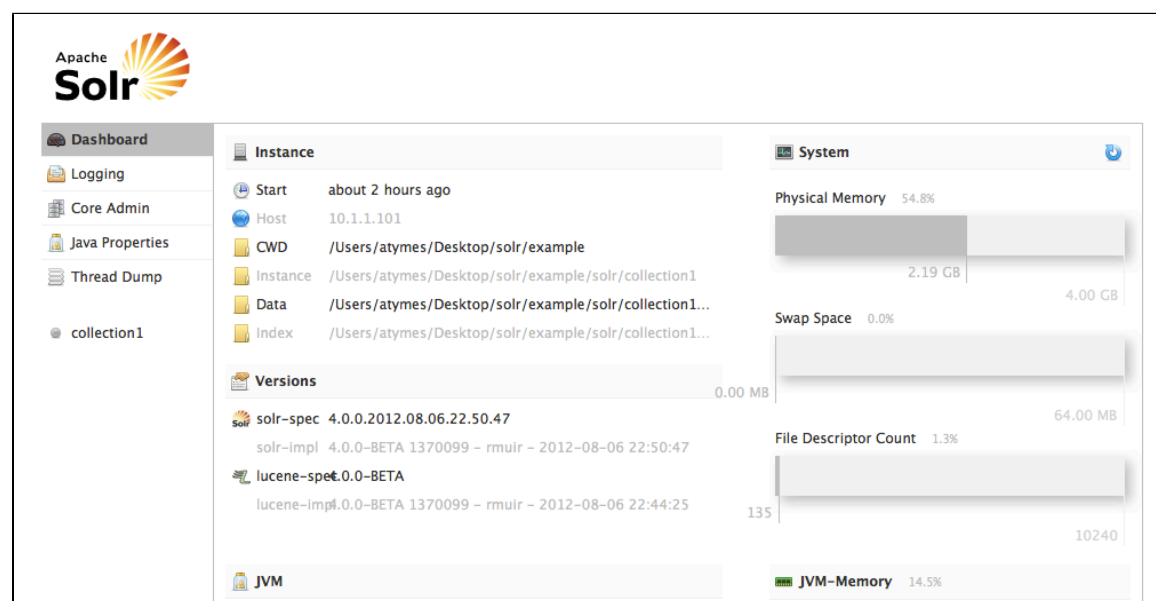 Apache
Solr
Dashboard
Logging
Core Admin
Java Properties
Thread Dump
collection1
Instance
Start about 2 hours ago
Host 10.1.1.101
CWD /Users/atymes/Desktop/solr/example
Instance /Users/atymes/Desktop/solr/example/solr/collection1
Data /Users/atymes/Desktop/solr/example/solr/collection1...
Index /Users/atymes/Desktop/solr/example/solr/collection1...
Versions
solr-spec 4.0.0.2012.08.06.22.50.47
solr-impl 4.0.0-BETA 1370099 - rmuir - 2012-08-06 22:50:47
lucene-spec 4.0.0-BETA
lucene-impl 4.0.0-BETA 1370099 - rmuir - 2012-08-06 22:44:25
JVM
System
Physical Memory 54.8%
2.19 GB
4.00 GB
Swap Space 0.0%
0.00 MB
64.00 MB
File Descriptor Count 1.3%
135
10240
JVM-Memory 14.5%